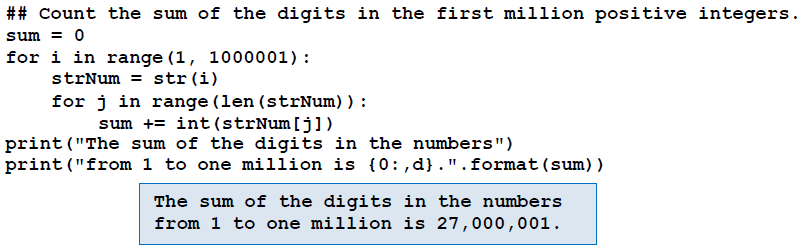 ## Count the sum of the digits in the first million positive integers.
sum = 0
for i in range(1, 1000001):
    strNum = str(i)
    for j in range(len(strNum)):
        sum += int(strNum[j])
print("The sum of the digits in the numbers")
print("from 1 to one million is {0:,d}.".format(sum))
The sum of the digits in the numbers
from 1 to one million is 27,000,001.